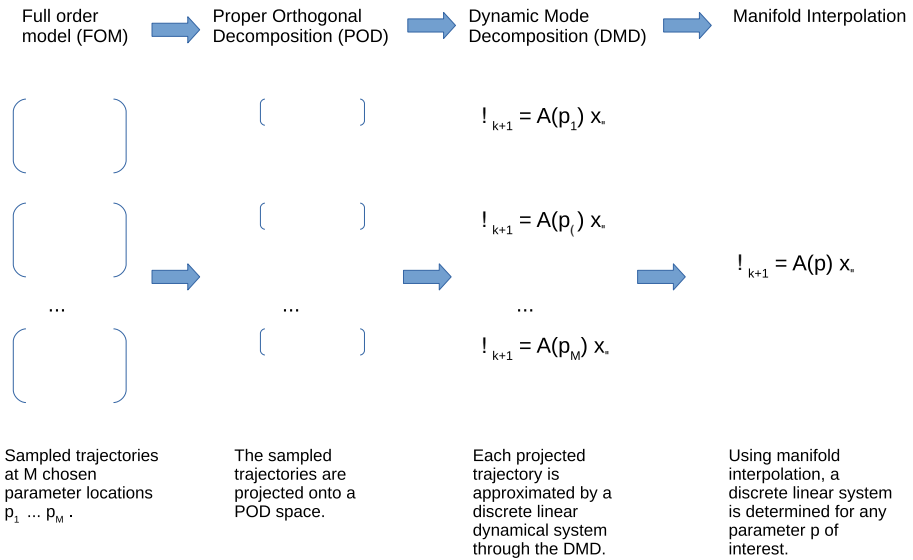 Full order
model (FOM)
Proper Orthogonal
Decomposition (POD)
Dynamic Mode
Decomposition (DMD)
Manifold Interpolation
! k+1 = A(p1) x
! k+1 = A(p( ) x
! k+1 = A(p) x
... ... ...
! k+1 = A(pM) x
Sampled trajectories
at M chosen
parameter locations
p1 ... pM .
The sampled
trajectories are
projected onto a
POD space.
Each projected
trajectory is
approximated by a
discrete linear
dynamical system
through the DMD.
Using manifold
interpolation, a
discrete linear system
is determined for any
parameter p of
interest.